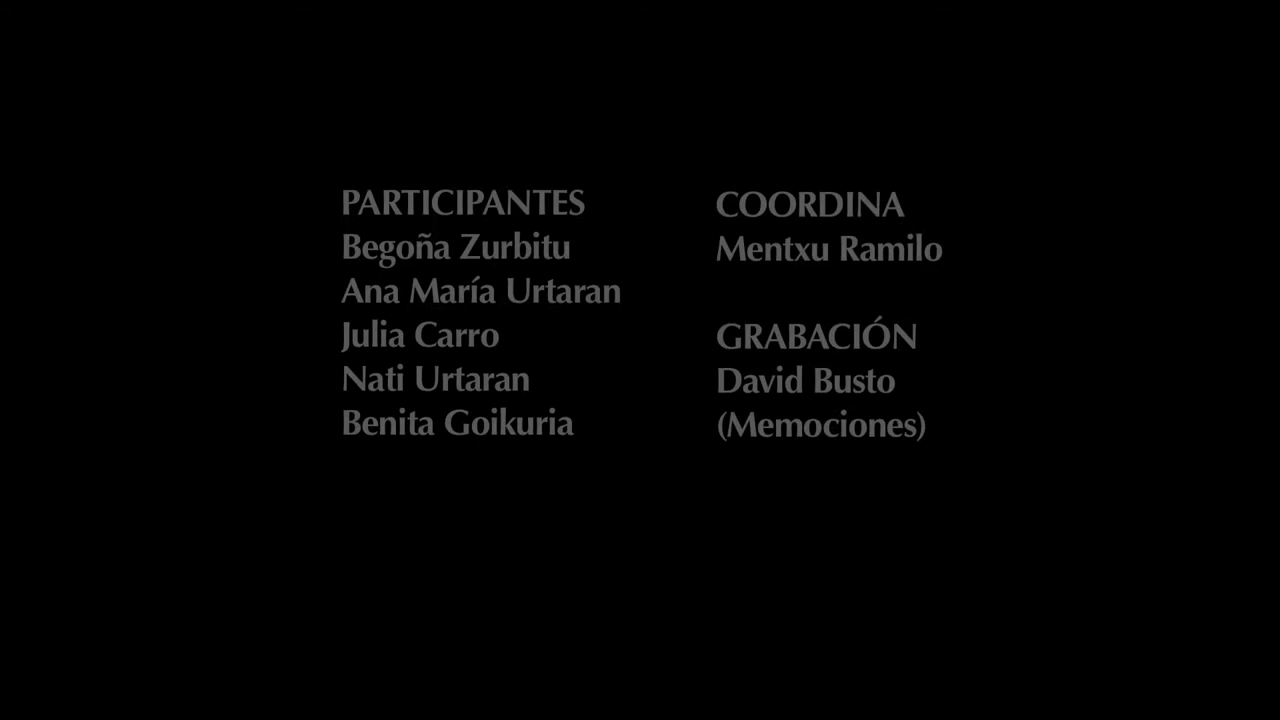 PARTICIPANTES
Begoña Zurbitu
Ana María Urtaran
Julia Carro
Nati Urtaran
Benita Goikuria
COORDINA
Mentxu Ramilo
GRABACIÓN
David Busto
(Memociones)